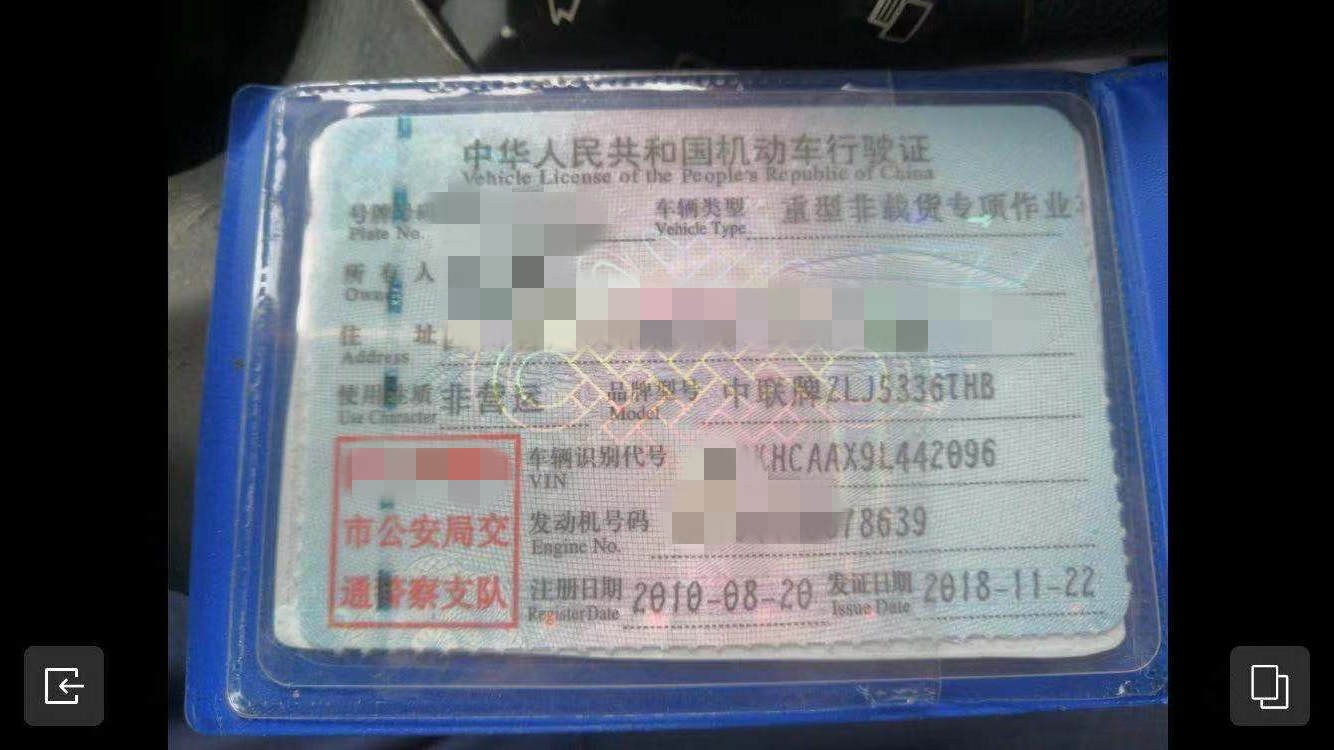 中华人民共和国机动车行驶证
Vehicle License of the People's Republic of China
号牌号码 车辆类型 重型非载货专项作业
Plate No. Vehicle Type
所有人
Owner
住址
Address
使用性质 非营运 品牌型号 中联牌ZLJ5336THB
Use Character Model
车辆识别代号 KHCAAX9L442096
VIN
发动机号码 78639
Engine No.
注册日期 2010-08-20 发证日期 2018-11-22
Register Date Issue Date
市公安局交
通警察支队